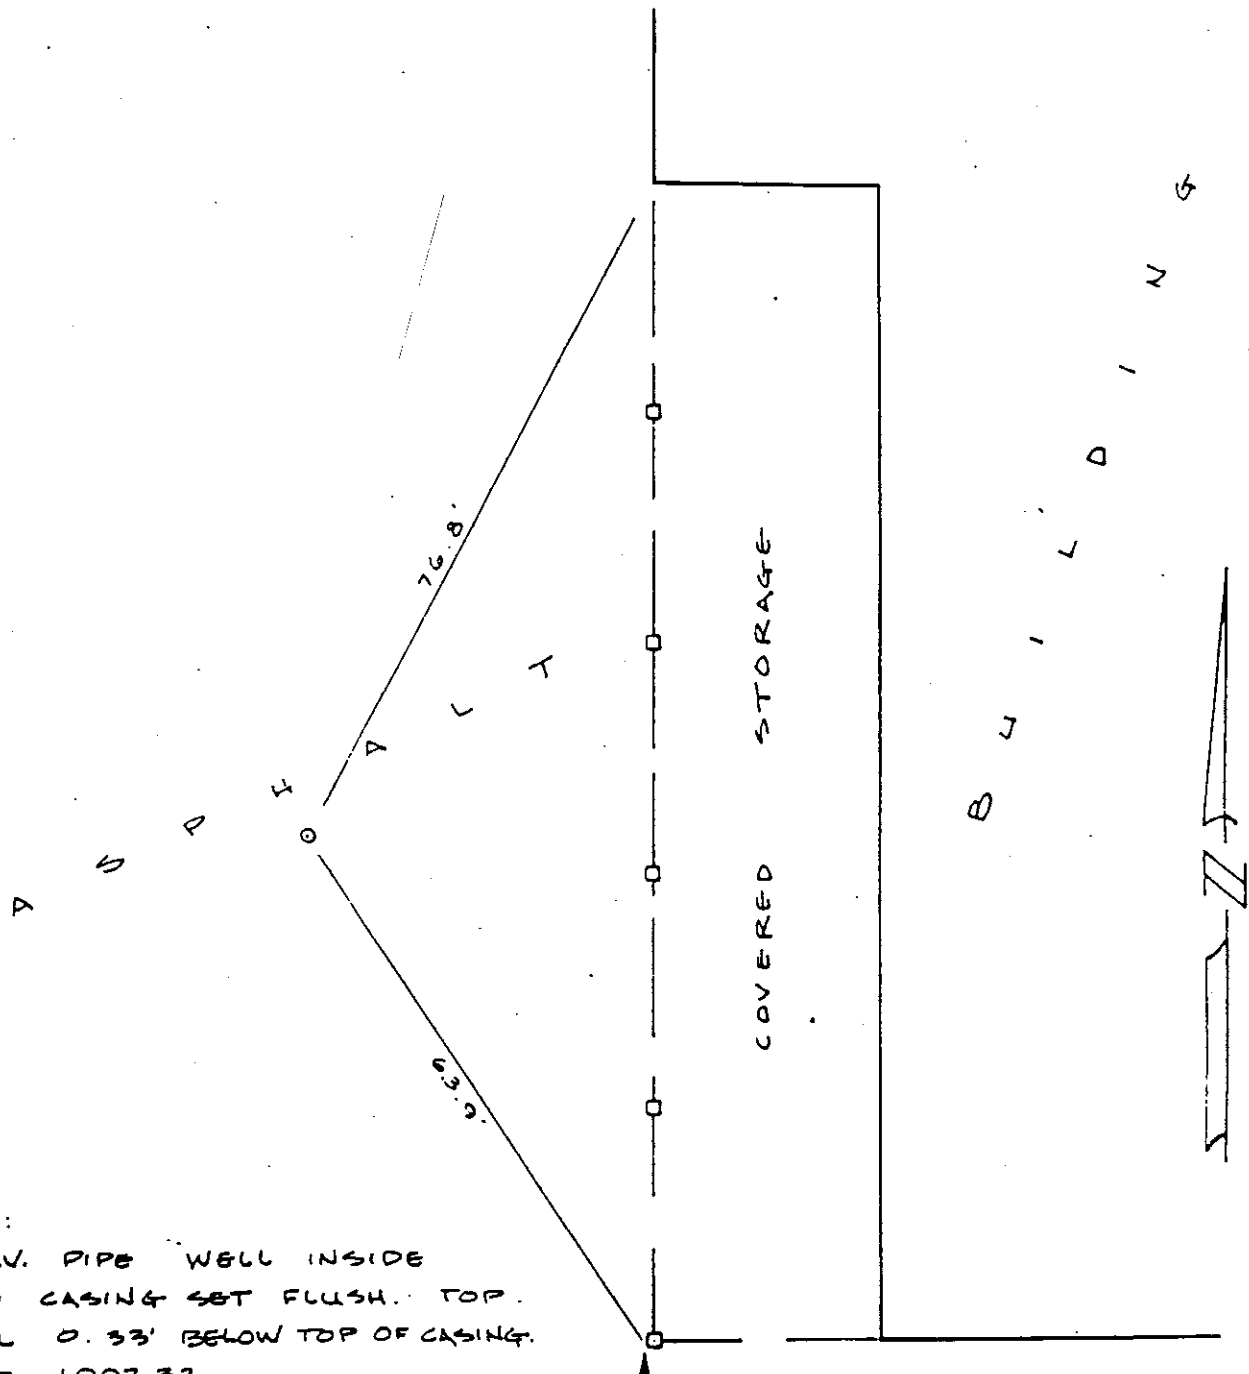 ASPHALT
76.8'
63.0'
COVERED STORAGE
BUILDING
N
:
V. PIPE WELL INSIDE
CASING SET FLUSH. TOP
L 0.33' BELOW TOP OF CASING.